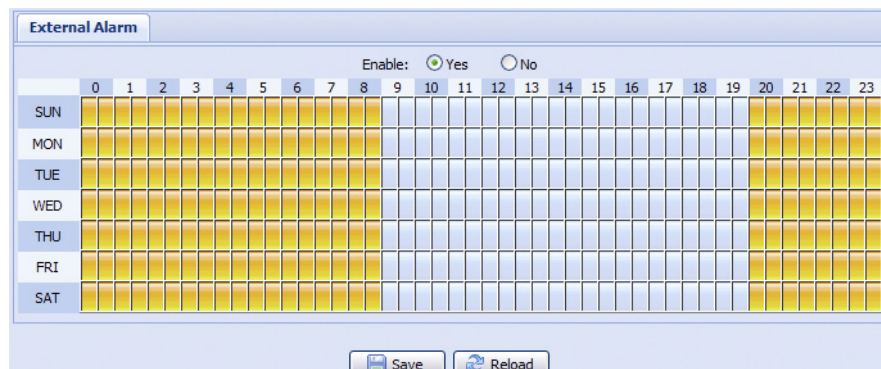 External Alarm
Enable: Yes No
0 1 2 3 4 5 6 7 8 9 10 11 12 13 14 15 16 17 18 19 20 21 22 23
SUN
MON
TUE
WED
THU
FRI
SAT
Save Reload